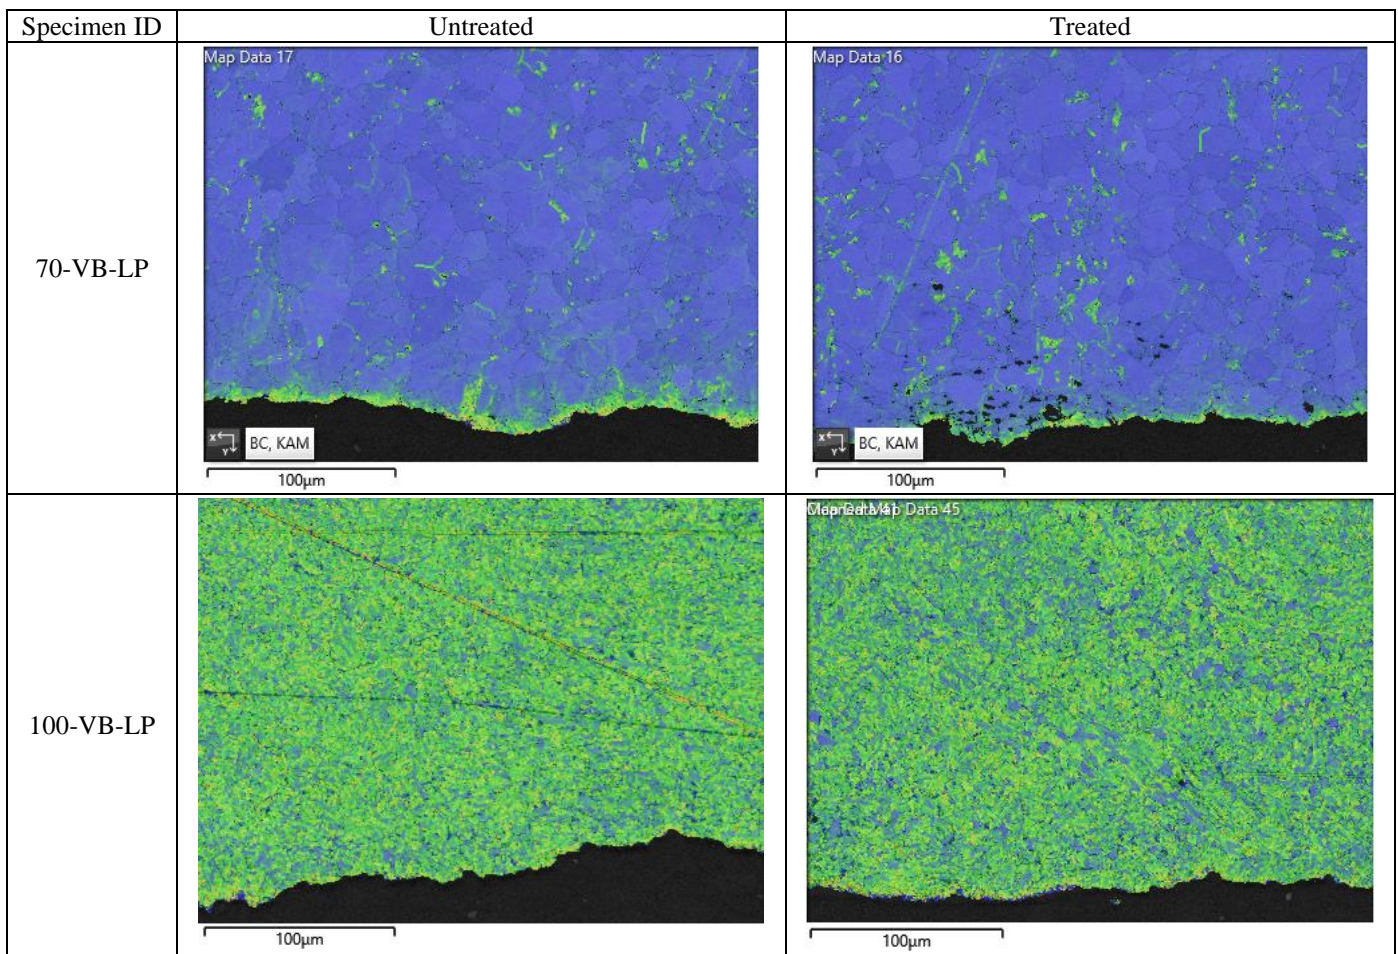 Specimen ID Untreated Treated
70-VB-LP
Map Data 17
X
Y
BC, KAM
100µm
Map Data 16
X
Y
BC, KAM
100µm
100-VB-LP
100µm
Map Data 45
100µm